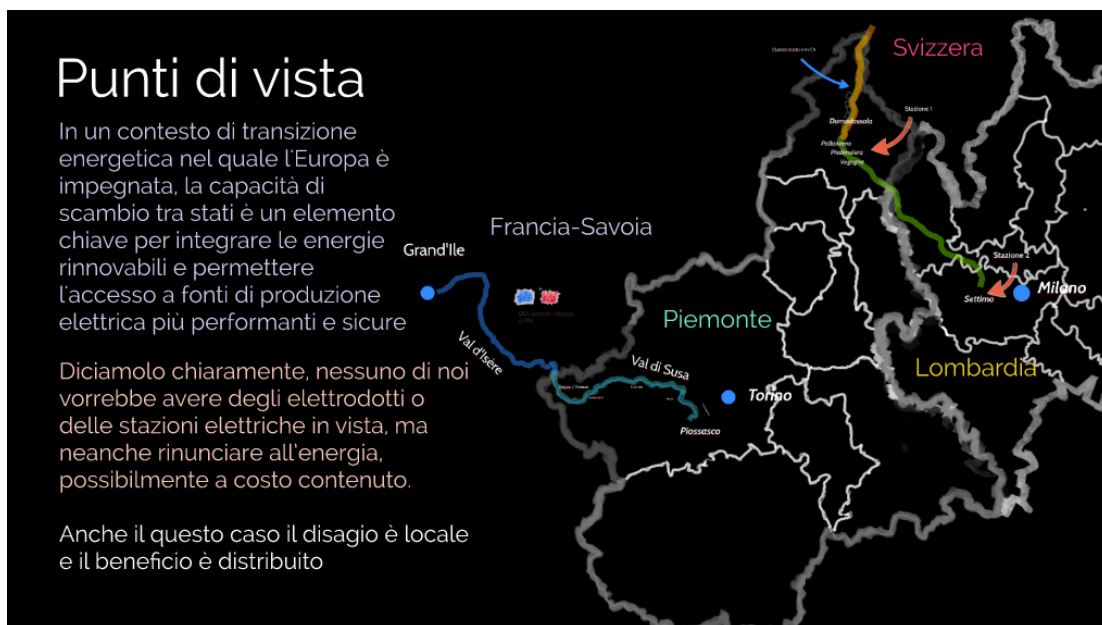 Punti di vista
In un contesto di transizione
energetica nel quale l'Europa è
impegnata, la capacità di
scambio tra stati è un elemento
chiave per integrare le energie
rinnovabili e permettere
l'accesso a fonti di produzione
elettrica più performanti e sicure
Diciamolo chiaramente, nessuno di noi
vorrebbe avere degli elettrodotti o
delle stazioni elettriche in vista, ma
neanche rinunciare all'energia,
possibilmente a costo contenuto.
Anche il questo caso il disagio è locale
e il beneficio è distribuito
Svizzera
Domodossola
Stazione 1
Pallanzeno
Piedimulera
Vogogna
Francia-Savoia
Grand'Ile
Val d'Isère
Piemonte
Val di Susa
Torino
Piossasco
Stazione 2
Settimo
Milano
Lombardia